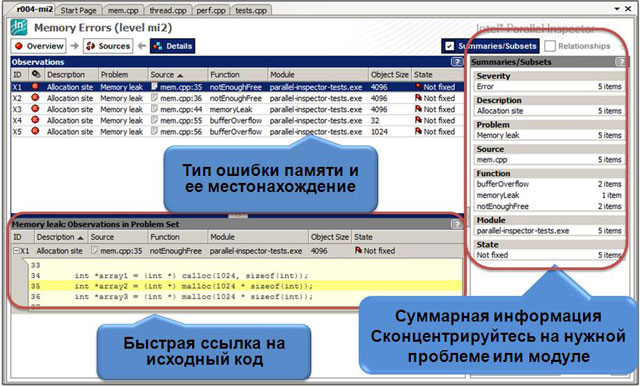 r004-mi2 Start Page mem.cpp thread.cpp perf.cpp tests.cpp
Memory Errors (level mi2)
Intel® Parallel Inspector
Overview Sources Details Summaries/Subsets Relationships
Observations ?
ID Description Problem Source Function Module Object Size State
X1 Allocation site Memory leak mem.cpp:35 notEnoughFree parallel-inspector-tests.exe 4096 Not fixed
X2 Allocation site Memory leak mem.cpp:36 notEnoughFree parallel-inspector-tests.exe 4096 Not fixed
X3 Allocation site Memory leak mem.cpp:44 memoryLeak parallel-inspector-tests.exe 4096 Not fixed
X4 Allocation site Memory leak mem.cpp:55 bufferOverflow parallel-inspector-tests.exe 32 Not fixed
X5 Allocation site Memory leak mem.cpp:56 bufferOverflow parallel-inspector-tests.exe 1024 Not fixed
Тип ошибки памяти и
ее местонахождение
Memory leak: Observations in Problem Set ?
ID Description Source Function Module Object Size State
X1 Allocation site mem.cpp:35 notEnoughFree parallel-inspector-tests.exe 4096 Not fixed
33
34 int *array1 = (int *) calloc(1024, sizeof(int));
35 int *array2 = (int *) malloc(1024 * sizeof(int));
36 int *array3 = (int *) malloc(1024 * sizeof(int));
37
Быстрая ссылка на
исходный код
Summaries/Subsets ?
Severity
Error 5 items
Description
Allocation site 5 items
Problem
Memory leak 5 items
Source
mem.cpp 5 items
Function
bufferOverflow 2 items
memoryLeak 1 item
notEnoughFree 2 items
Module
parallel-inspector-tests.exe 5 items
State
Not fixed 5 items
Суммарная информация
Сконцентрируйтесь на нужной
проблеме или модуле